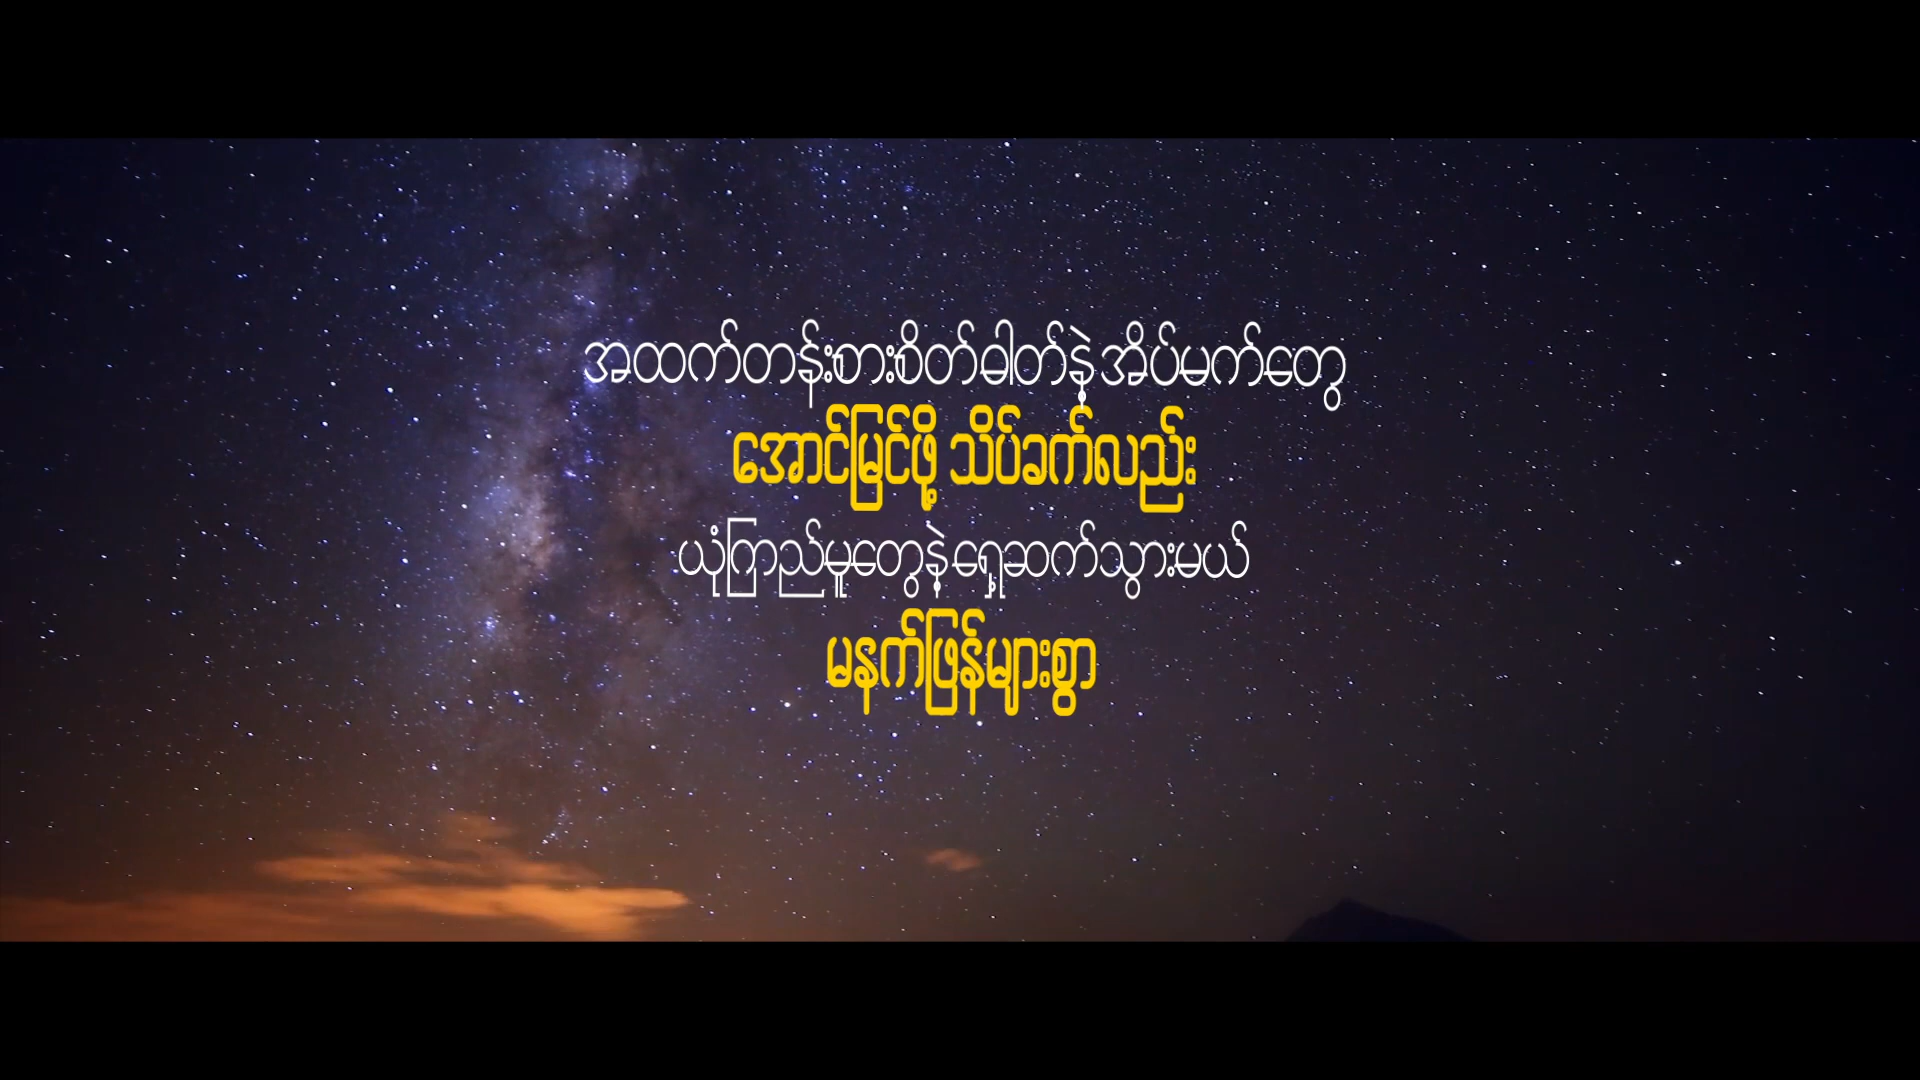 အထက်တန်းစားစိတ်ဓါတ်နဲ့အိပ်မက်တွေ
အောင်မြင်ဖို့ သိပ်ခက်လည်း
ယုံကြည်မှုတွေနဲ့ရှေ့ဆက်သွားမယ်
မနက်ဖြန်များစွာ